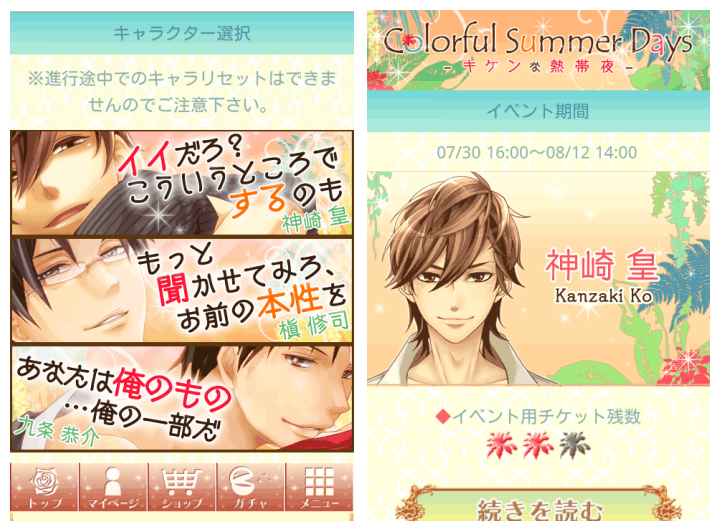 キャラクター選択
※進行途中でのキャラリセットはできま
せんのでご注意下さい。
イイだろ?
こういうところで
するのも
神崎 皇
もっと
聞かせてみろ、
お前の本性を
槇 修司
あなたは俺のもの
…俺の一部だ
九条 恭介
トップ
マイページ
ショップ
ガチャ
メニュー
Colorful Summer Days
-キケンな熱帯夜-
イベント期間
07/30 16:00～08/12 14:00
神崎 皇
Kanzaki Ko
◆イベント用チケット残数
続きを読む